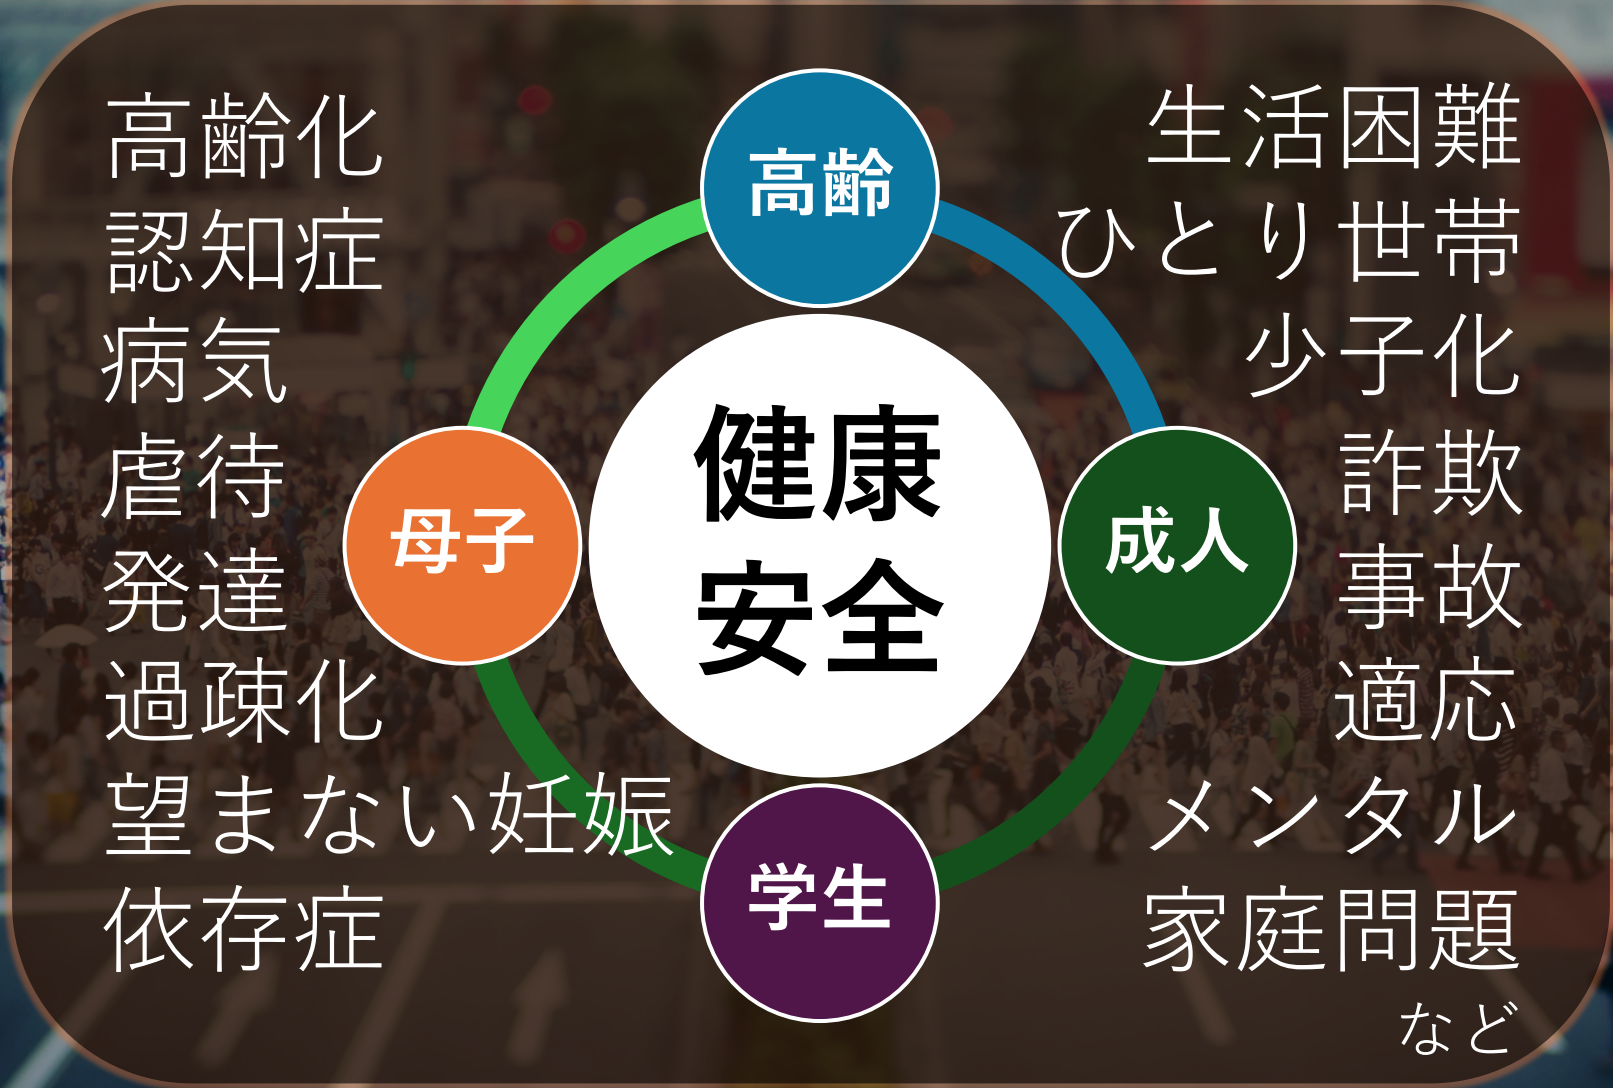 高齢化
認知症
病気
虐待
発達
過疎化
望まない妊娠
依存症
高齢
母子
健康
安全
成人
学生
生活困難
ひとり世帯
少子化
詐欺
事故
適応
メンタル
家庭問題
など